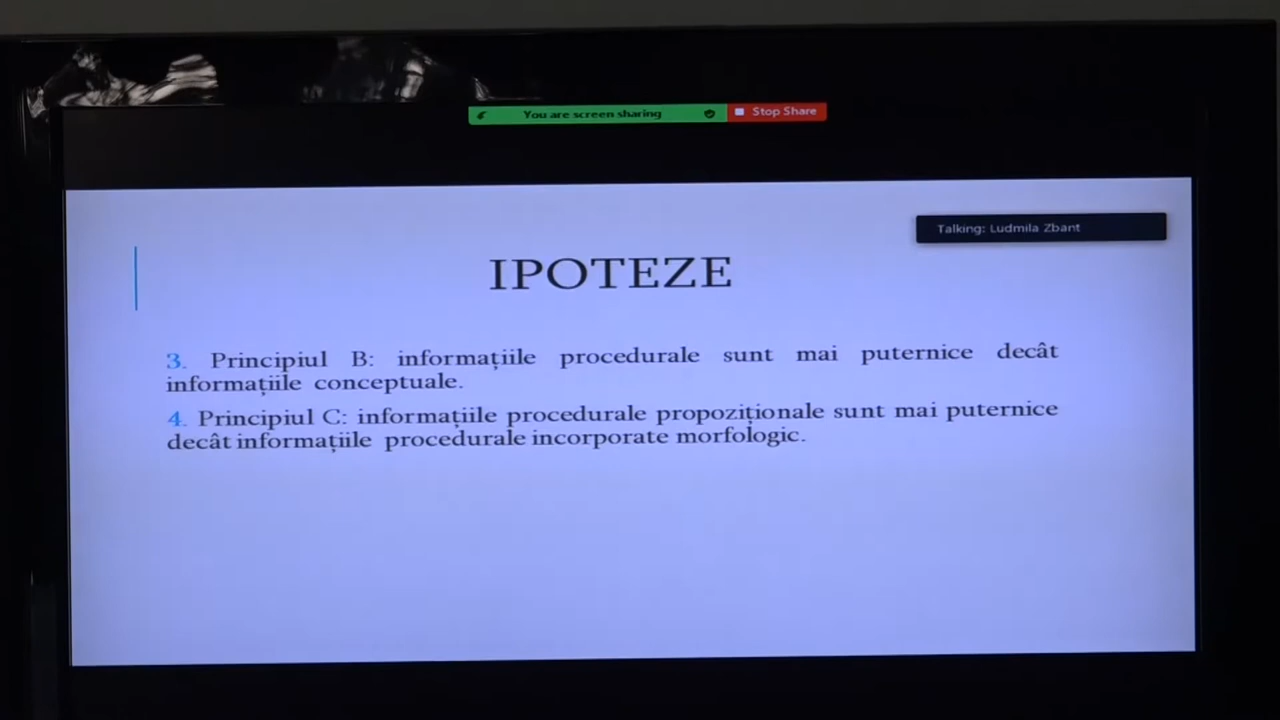 You are screen sharing
Stop Share
Talking: Ludmila Zbant
IPOTEZE
3. Principiul B: informațiile procedurale sunt mai puternice decât
informațiile conceptuale.
4. Principiul C: informațiile procedurale propoziționale sunt mai puternice
decât informațiile procedurale incorporate morfologic.